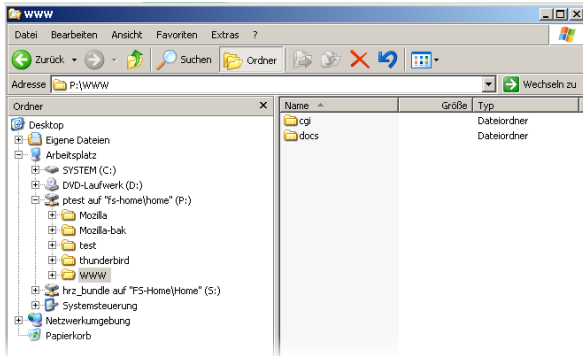 WWW
Datei Bearbeiten Ansicht Favoriten Extras ?
Zurück Suchen Ordner
Adresse P:\WWW Wechseln zu
Ordner x
Name Größe Typ
Desktop
Eigene Dateien
Arbeitsplatz
SYSTEM (C:)
DVD-Laufwerk (D:)
ptest auf "fs-home\home" (P:)
Mozilla
Mozilla-bak
test
thunderbird
WWW
hrz_bundle auf "FS-Home\Home" (S:)
Systemsteuerung
Netzwerkumgebung
Papierkorb
cgi Dateiordner
docs Dateiordner